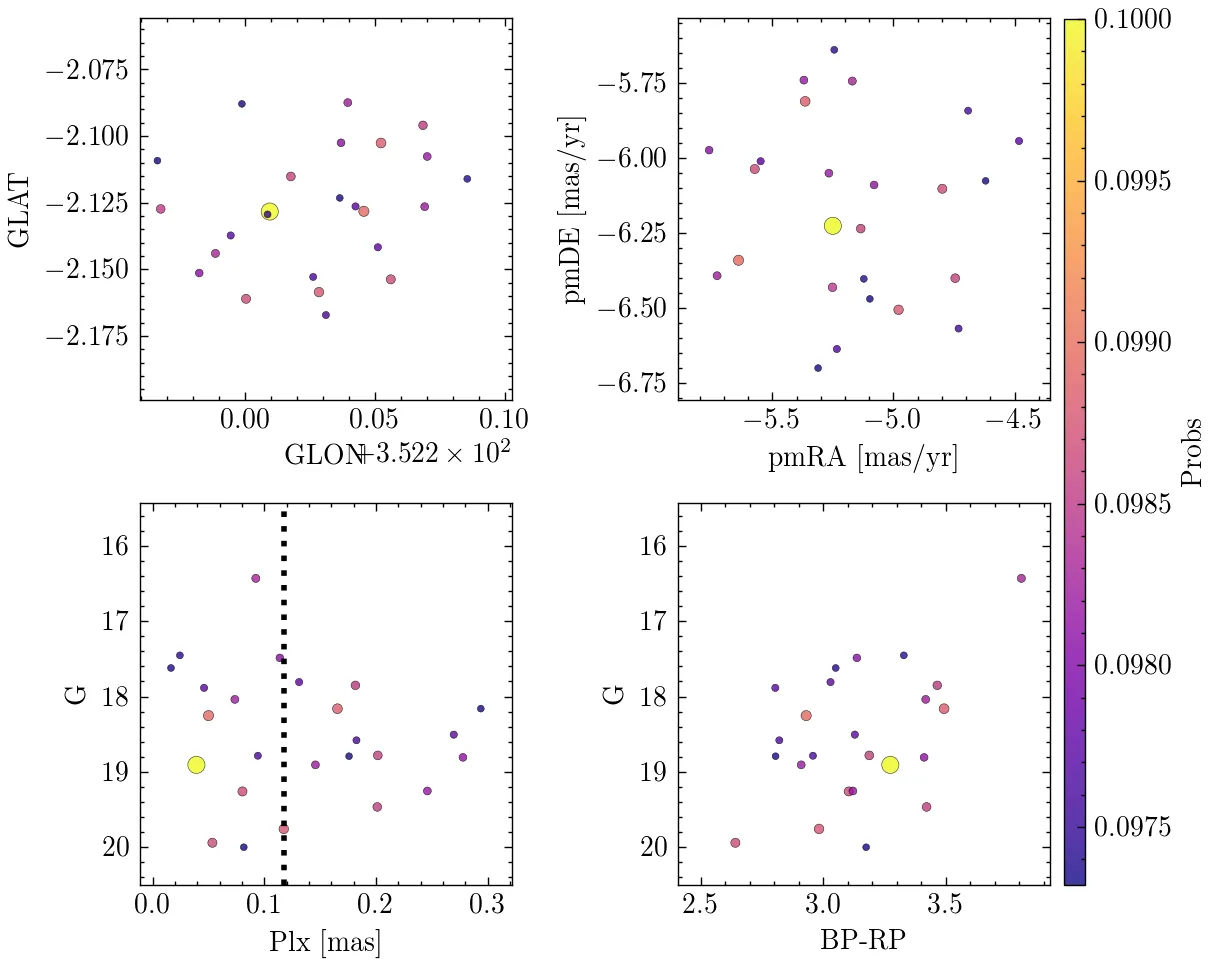 −2.075
−2.100
−2.125
−2.150
−2.175
GLAT
0.00 0.05 0.10
GLON
+3.522 × 10²
−5.75
−6.00
−6.25
−6.50
−6.75
pmDE [mas/yr]
−5.5 −5.0 −4.5
pmRA [mas/yr]
0.1000
0.0995
0.0990
0.0985
0.0980
0.0975
Probs
16
17
18
19
20
G
0.0 0.1 0.2 0.3
Plx [mas]
16
17
18
19
20
G
2.5 3.0 3.5
BP-RP